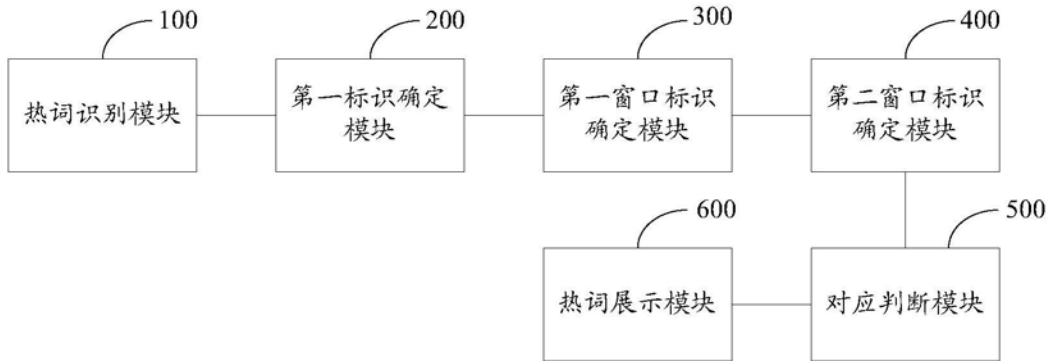 100
200
300
400
热词识别模块
第一标识确定
模块
第一窗口标识
确定模块
第二窗口标识
确定模块
600
500
热词展示模块
对应判断模块